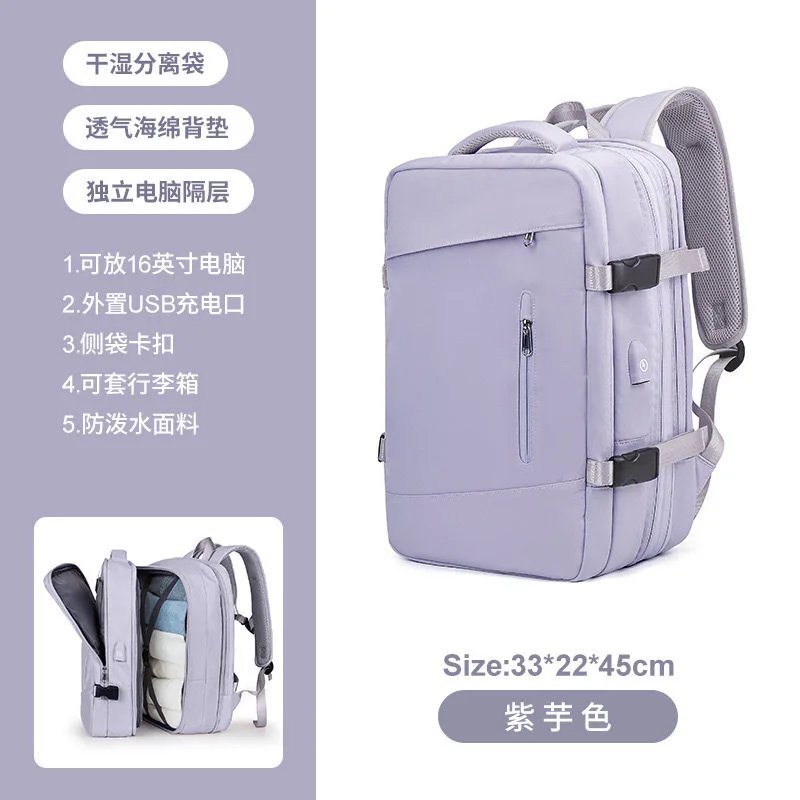 干湿分离袋
透气海绵背垫
独立电脑隔层
1.可放16英寸电脑
2.外置USB充电口
3.侧袋卡扣
4.可套行李箱
5.防泼水面料
Size:33*22*45cm
紫芋色